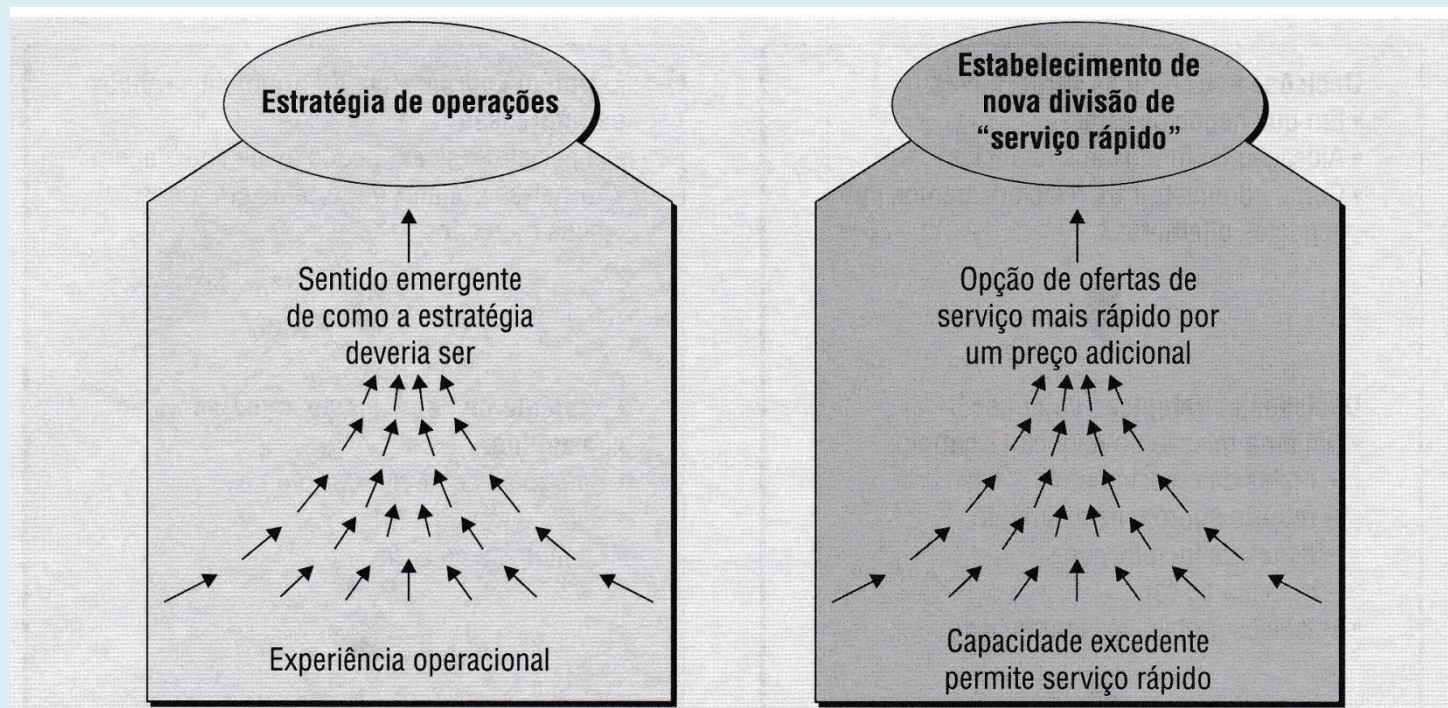 Estratégia de operações
Sentido emergente
de como a estratégia
deveria ser
Experiência operacional
Estabelecimento de
nova divisão de
“serviço rápido”
Opção de ofertas de
serviço mais rápido por
um preço adicional
Capacidade excedente
permite serviço rápido